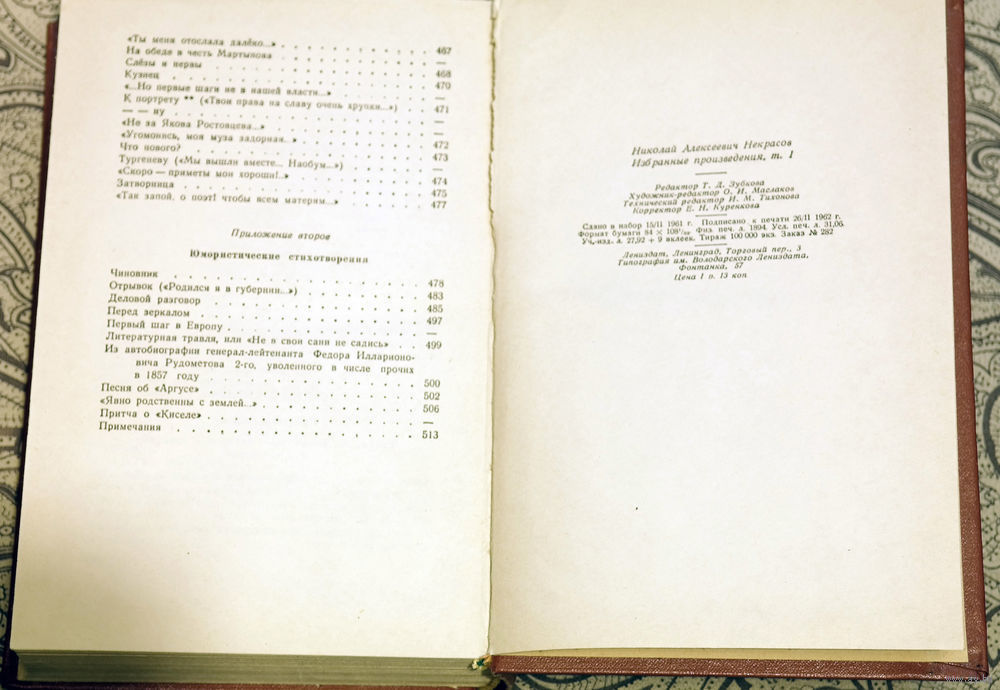 «Ты меня отослала далёко...» . . . . . . . . . . 467
На обеде в честь Мартынова . . . . . . . . . . —
Слёзы и нервы . . . . . . . . . . 468
Кузнец . . . . . . . . . . 470
«...Но первые шаги не в нашей власти...» . . . . . . —
К портрету ** («Твои права на славу очень хрупки...») . . 471
— — ну . . . . . . . . . . —
«Не за Якова Ростовцева...» . . . . . . . . . . 472
«Угомонись, моя муза задорная...» . . . . . . . . 473
Что нового? . . . . . . . . . . —
Тургеневу («Мы вышли вместе... Наобум...») . . . . . 474
«Скоро — приметы мои хороши!..» . . . . . . . . 475
Затворница . . . . . . . . . . 477
«Так запой, о поэт! чтобы всем матерям...» . . . . .
Приложение второе
Юмористические стихотворения
Чиновник . . . . . . . . . . 478
Отрывок («Родился я в губернии...») . . . . . . . 483
Деловой разговор . . . . . . . . . . 485
Перед зеркалом . . . . . . . . . . 497
Первый шаг в Европу . . . . . . . . . . —
Литературная травля, или «Не в свои сани не садись» . . 499
Из автобиографии генерал-лейтенанта Федора Илларионо-
вича Рудометова 2-го, уволенного в числе прочих
в 1857 году . . . . . . . . . . 500
Песня об «Аргусе» . . . . . . . . . . 502
«Явно родственны с землей...» . . . . . . . . 506
Притча о «Киселе» . . . . . . . . . . —
Примечания . . . . . . . . . . 513
Николай Алексеевич Некрасов
Избранные произведения, т. 1
Редактор Т. Д. Зубкова
Художник-редактор О. И. Маслаков
Технический редактор И. М. Тихонова
Корректор Е. Н. Куренкова
Сдано в набор 15/11 1961 г. Подписано к печати 26/11 1962 г.
Формат бумаги 84 × 108¹/₃₂. Физ. печ. л. 1894. Усл. печ. л. 31,06.
Уч.-изд. л. 27,92 + 9 вклеек. Тираж 100 000 экз. Заказ № 282
Лениздат, Ленинград, Торговый пер., 3
Типография им. Володарского Лениздата,
Фонтанка, 57
Цена 1 р. 13 коп